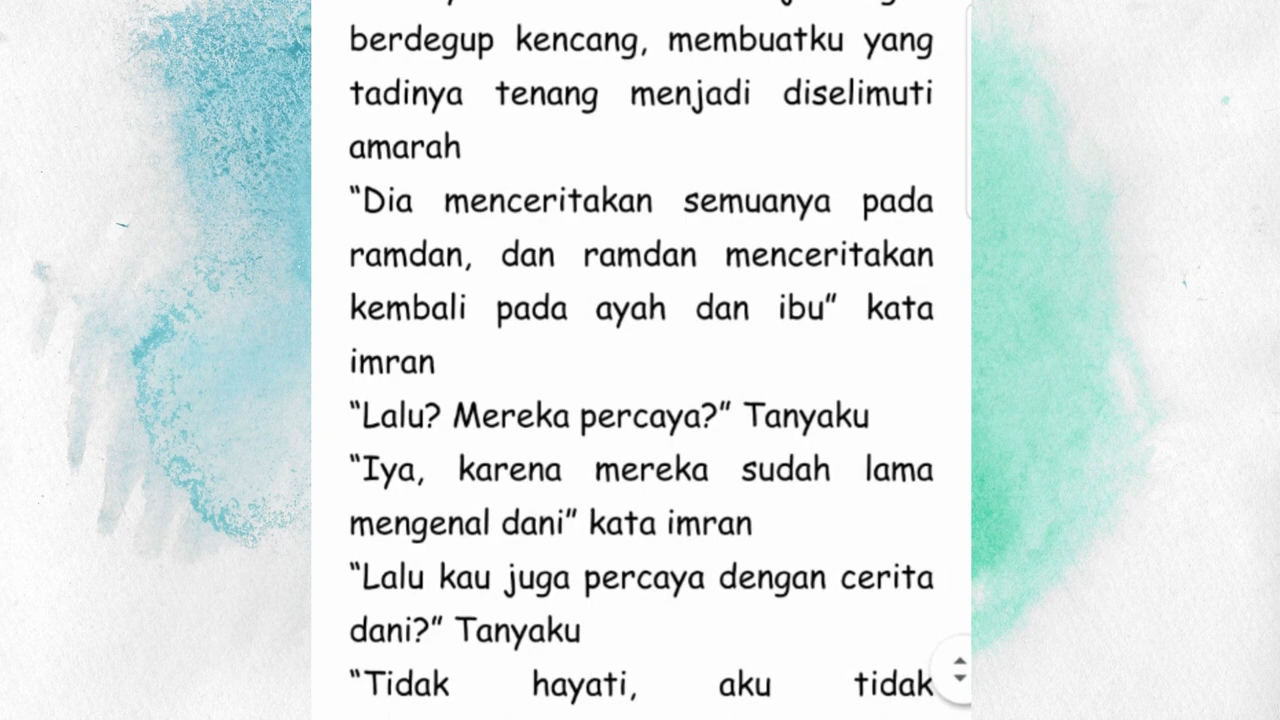 berdegup kencang, membuatku yang
tadinya tenang menjadi diselimuti
amarah
“Dia menceritakan semuanya pada
ramdan, dan ramdan menceritakan
kembali pada ayah dan ibu” kata
imran
“Lalu? Mereka percaya?” Tanyaku
“Iya, karena mereka sudah lama
mengenal dani” kata imran
“Lalu kau juga percaya dengan cerita
dani?” Tanyaku
“Tidak hayati, aku tidak